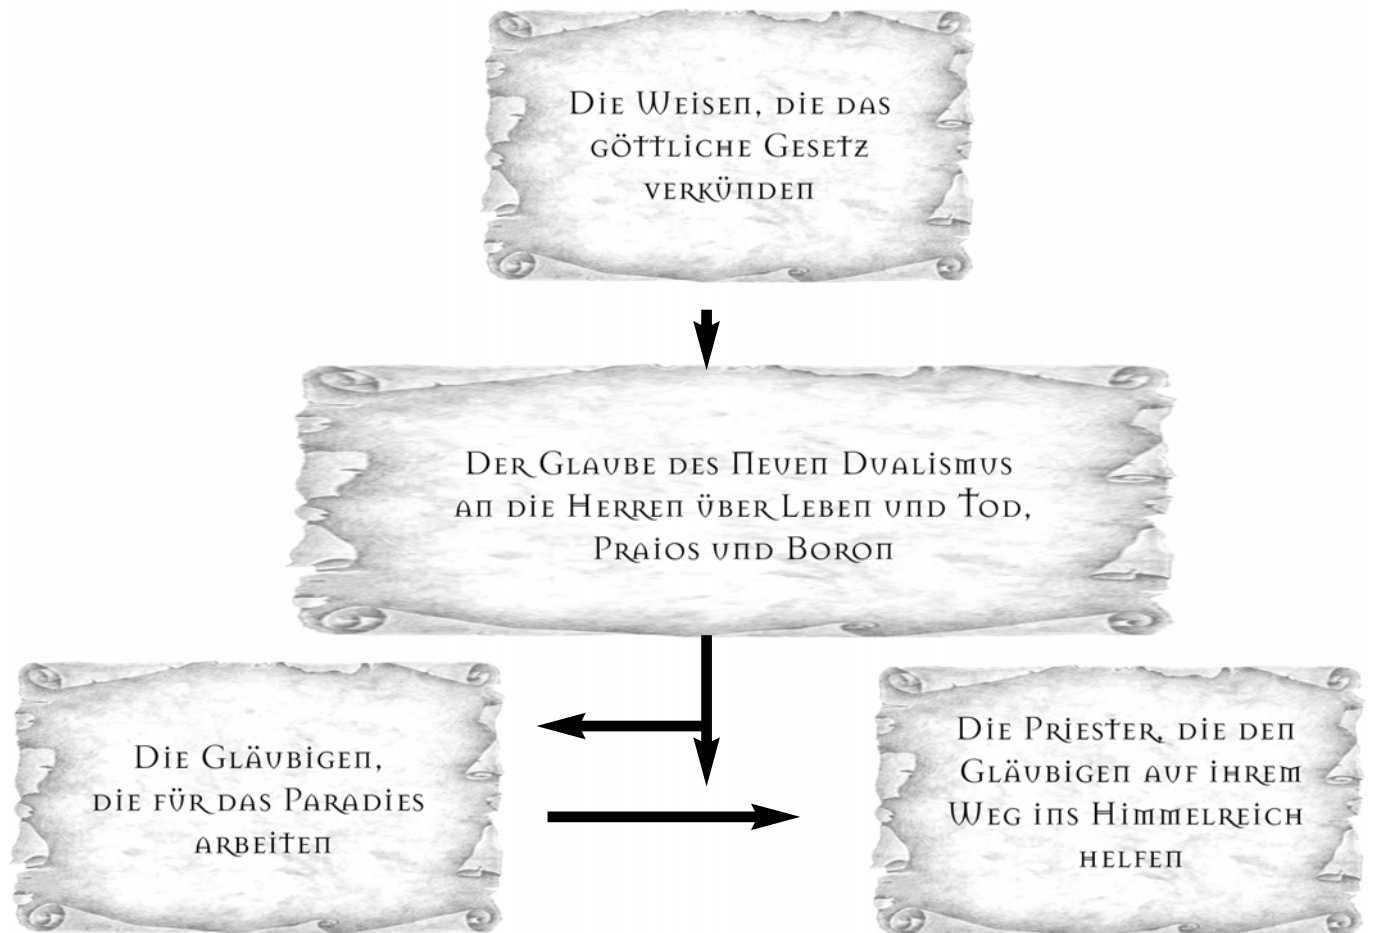 Die Weisen, die das
göttliche Gesetz
verkünden
Der Glaube des Neuen Dualismus
an die Herren über Leben und Tod,
Praios und Boron
Die Gläubigen,
die für das Paradies
arbeiten
Die Priester, die den
Gläubigen auf ihrem
Weg ins Himmelreich
helfen